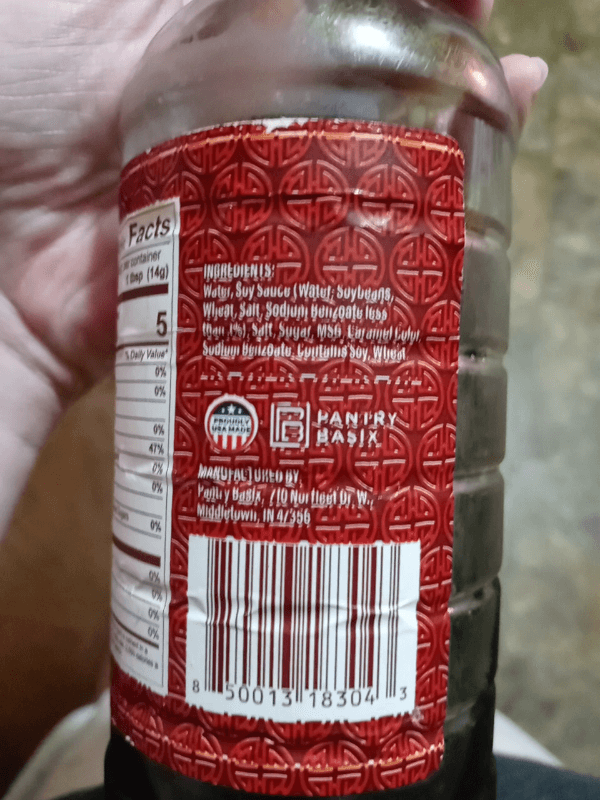 Facts
container
1 tbsp (14g)
5
% Daily Value*
0%
0%
0%
47%
0%
0%
0%
0%
0%
0%
0%
INGREDIENTS:
Water, Soy Sauce (Water, Soybeans,
Wheat, Salt, Sodium Benzoate less
than .1%), Salt, Sugar, MSG, Caramel Color,
Sodium Benzoate. Contains Soy, Wheat
PROUDLY
USA MADE
PANTRY
BASIX
MANUFACTURED BY
Pantry Basix, 710 Norfleet Dr. W.,
Middletown, IN 47356
8 50013 18304 3